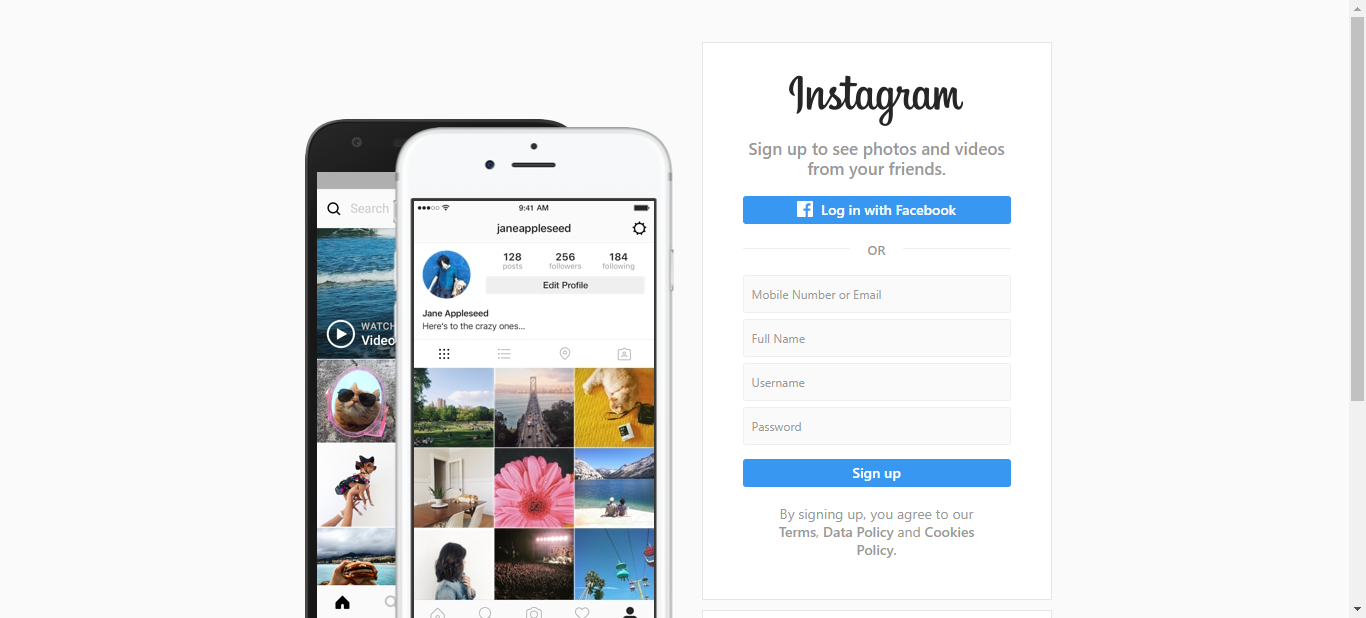 Search
WATCH
Video
9:41 AM
janeappleseed
128
posts
256
followers
184
following
Edit Profile
Jane Appleseed
Here's to the crazy ones...
Instagram
Sign up to see photos and videos
from your friends.
Log in with Facebook
OR
Mobile Number or Email
Full Name
Username
Password
Sign up
By signing up, you agree to our
Terms, Data Policy and Cookies
Policy.